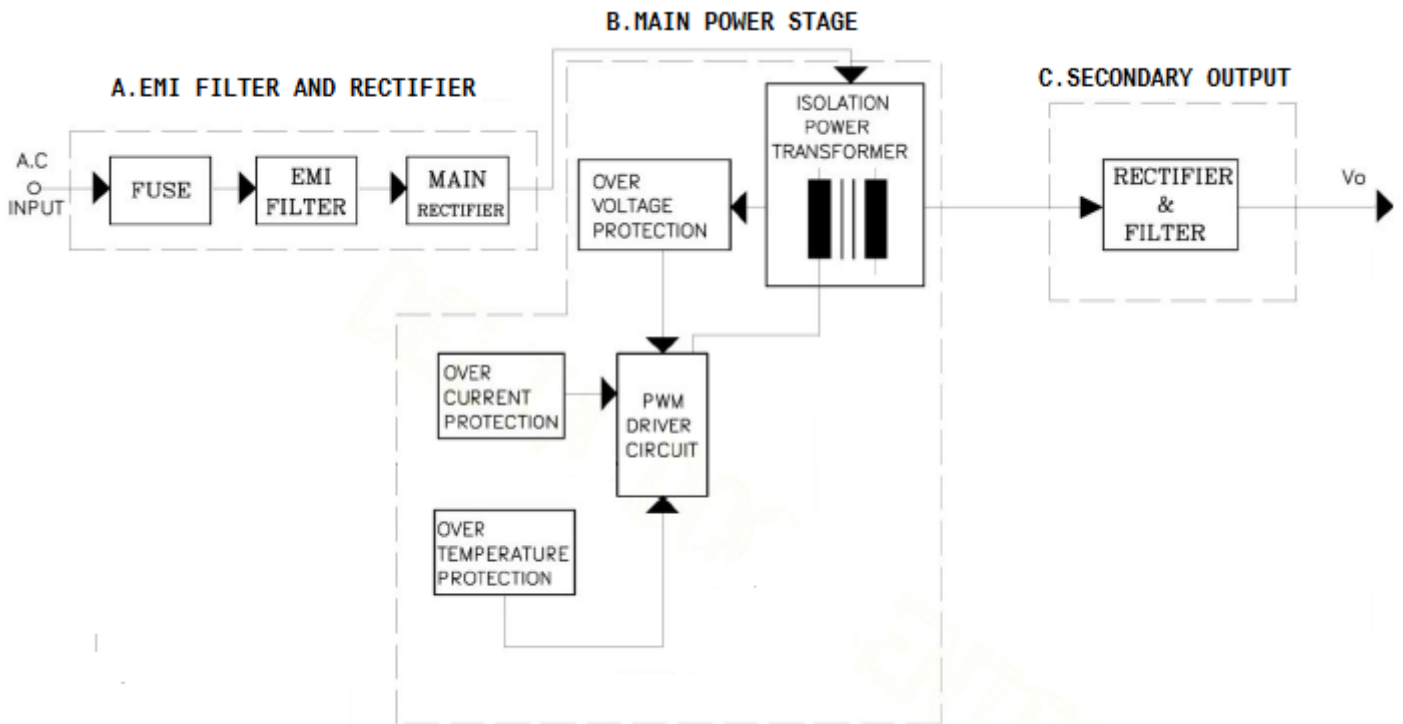 B.MAIN POWER STAGE
A.EMI FILTER AND RECTIFIER
C.SECONDARY OUTPUT
A.C
INPUT
FUSE
EMI
FILTER
MAIN
RECTIFIER
OVER
VOLTAGE
PROTECTION
ISOLATION
POWER
TRANSFORMER
RECTIFIER
&
FILTER
Vo
OVER
CURRENT
PROTECTION
PWM
DRIVER
CIRCUIT
OVER
TEMPERATURE
PROTECTION